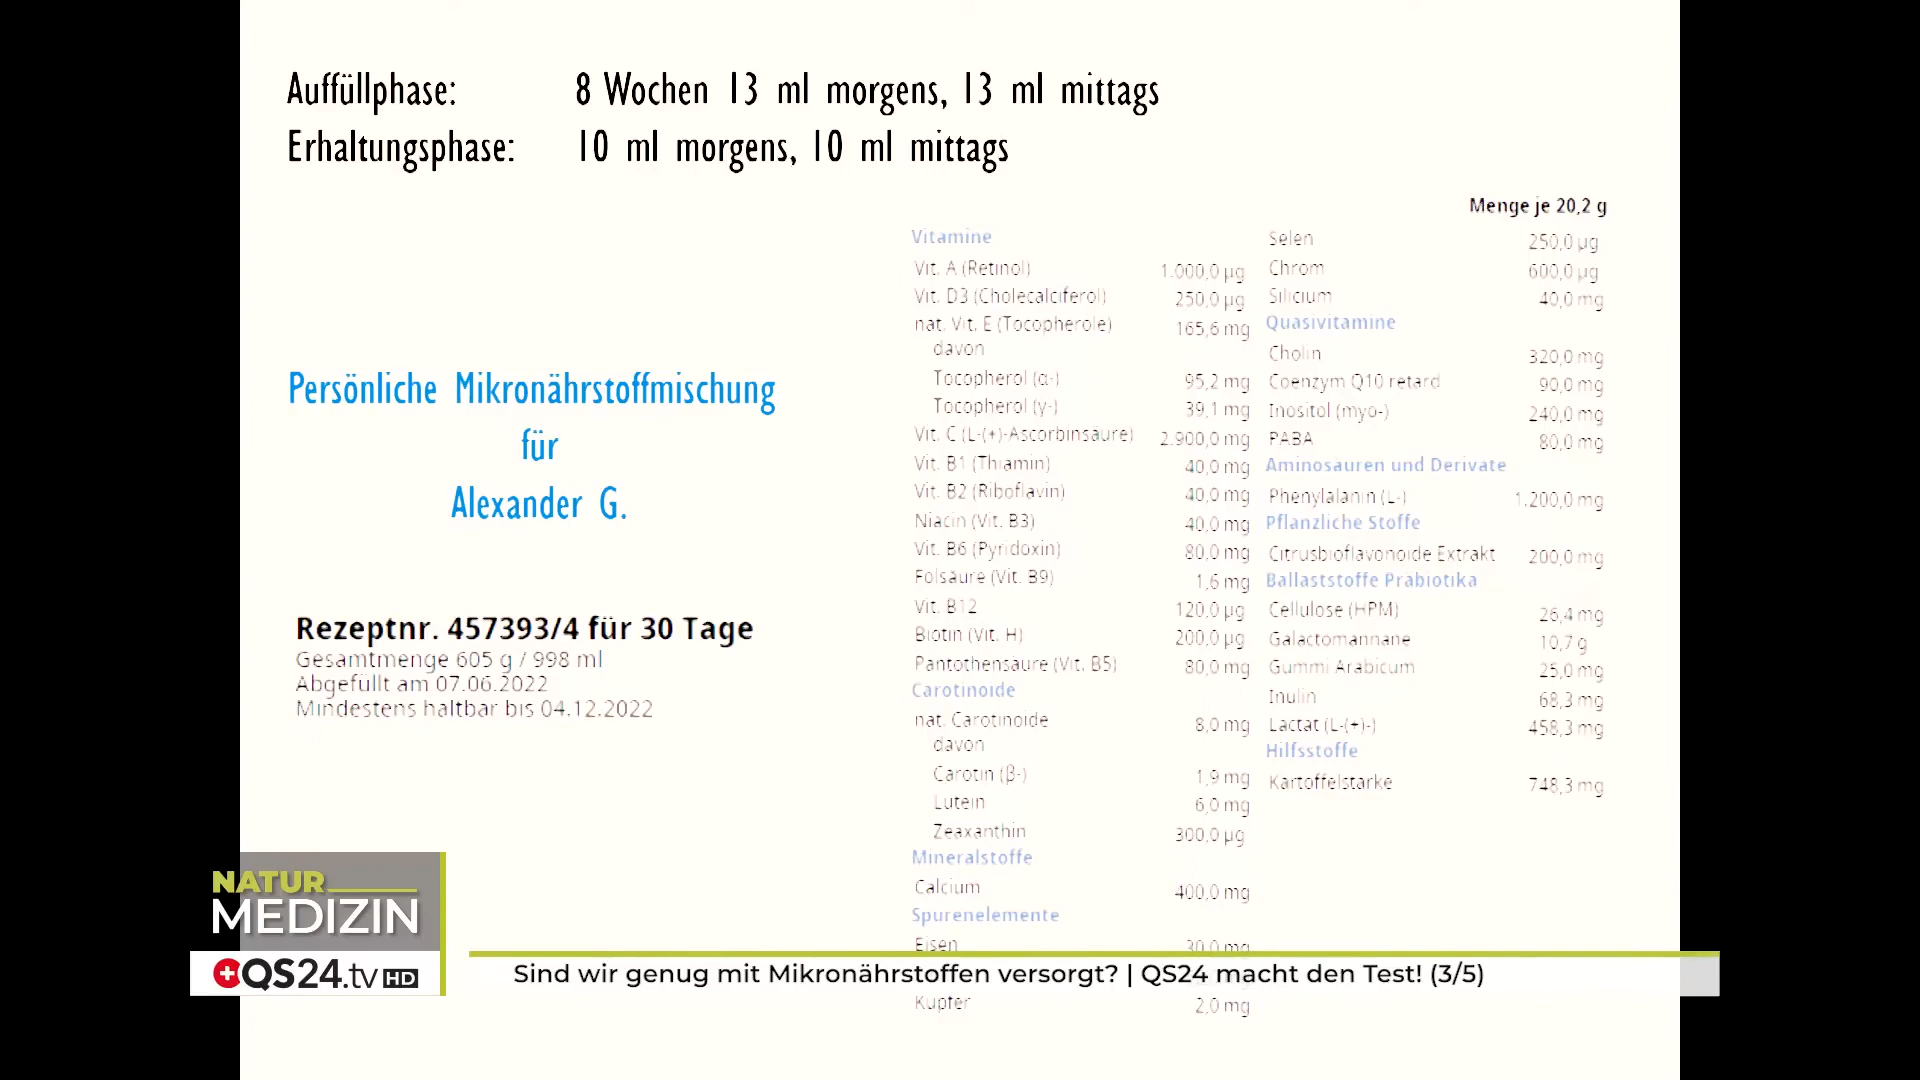 Auffüllphase: 8 Wochen 13 ml morgens, 13 ml mittags
Erhaltungsphase: 10 ml morgens, 10 ml mittags
Persönliche Mikronährstoffmischung
für
Alexander G.
Rezeptnr. 457393/4 für 30 Tage
Gesamtmenge 605 g / 998 ml
Abgefüllt am 07.06.2022
Mindestens haltbar bis 04.12.2022
Menge je 20,2 g
Vitamine
Vit. A (Retinol) 1.000,0 µg
Vit. D3 (Cholecalciferol) 250,0 µg
nat. Vit. E (Tocopherole) 165,6 mg
davon
Tocopherol (α-) 95,2 mg
Tocopherol (γ-) 39,1 mg
Vit. C (L-(+)-Ascorbinsäure) 2.900,0 mg
Vit. B1 (Thiamin) 40,0 mg
Vit. B2 (Riboflavin) 40,0 mg
Niacin (Vit. B3) 40,0 mg
Vit. B6 (Pyridoxin) 80,0 mg
Folsäure (Vit. B9) 1,6 mg
Vit. B12 120,0 µg
Biotin (Vit. H) 200,0 µg
Pantothensäure (Vit. B5) 80,0 mg
Carotinoide
nat. Carotinoide 8,0 mg
davon
Carotin (β-) 1,9 mg
Lutein 6,0 mg
Zeaxanthin 300,0 µg
Mineralstoffe
Calcium 400,0 mg
Spurenelemente
Eisen 30,0 mg
Kupfer 2,0 mg
Selen 250,0 µg
Chrom 600,0 µg
Silicium 40,0 mg
Quasivitamine
Cholin 320,0 mg
Coenzym Q10 retard 90,0 mg
Inositol (myo-) 240,0 mg
PABA 80,0 mg
Aminosäuren und Derivate
Phenylalanin (L-) 1.200,0 mg
Pflanzliche Stoffe
Citrusbioflavonoide Extrakt 200,0 mg
Ballaststoffe Präbiotika
Cellulose (HPM) 26,4 mg
Galactomannane 10,7 g
Gummi Arabicum 25,0 mg
Inulin 68,3 mg
Lactat (L-(+)-) 458,3 mg
Hilfsstoffe
Kartoffelstärke 748,3 mg
NATUR
MEDIZIN
QS24.tv HD
Sind wir genug mit Mikronährstoffen versorgt? | QS24 macht den Test! (3/5)